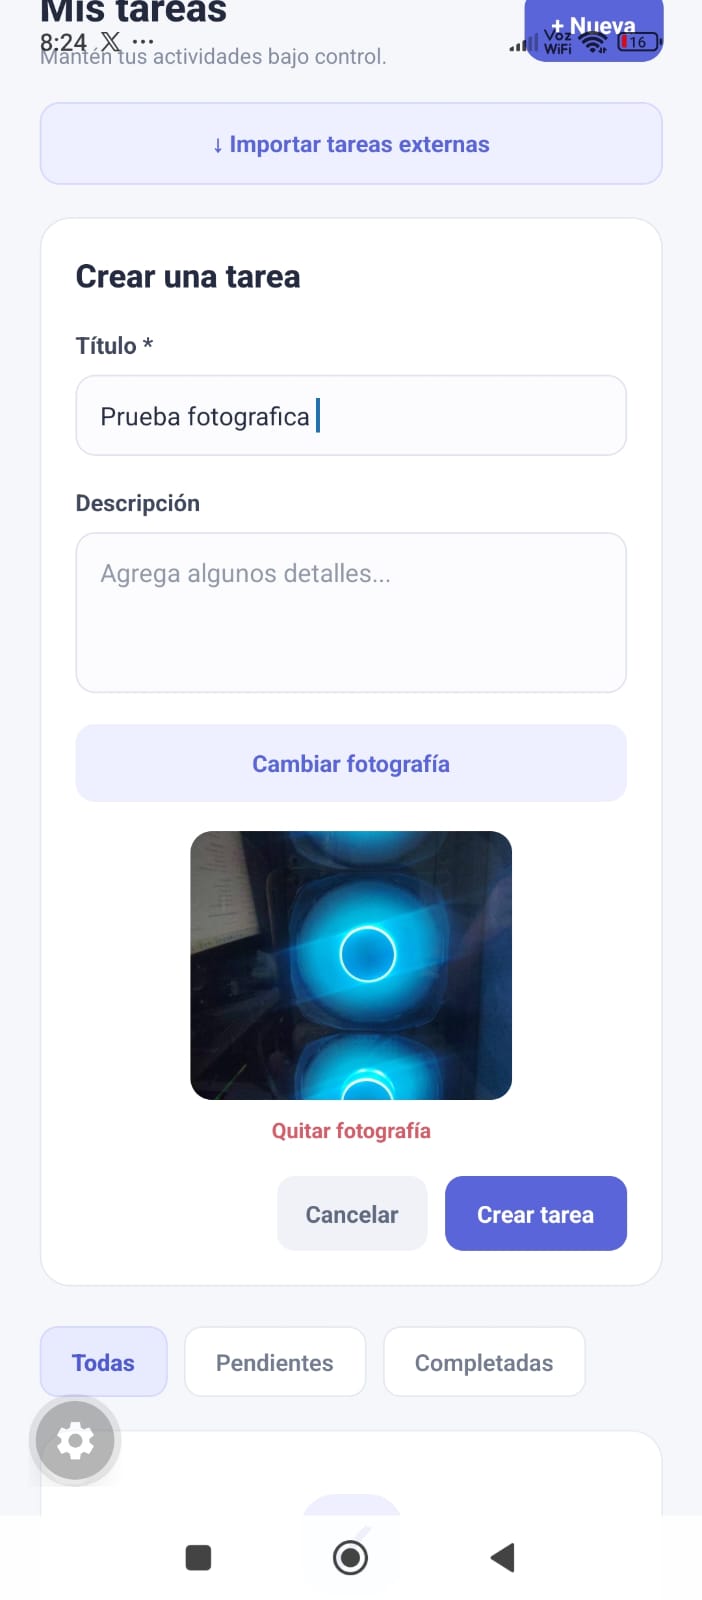 Mis tareas
+ Nueva
8:24 X ...
Voz
WiFi
16
Mantén tus actividades bajo control.
↓ Importar tareas externas
Crear una tarea
Título *
Prueba fotografica
Descripción
Agrega algunos detalles...
Cambiar fotografía
Quitar fotografía
Cancelar
Crear tarea
Todas
Pendientes
Completadas